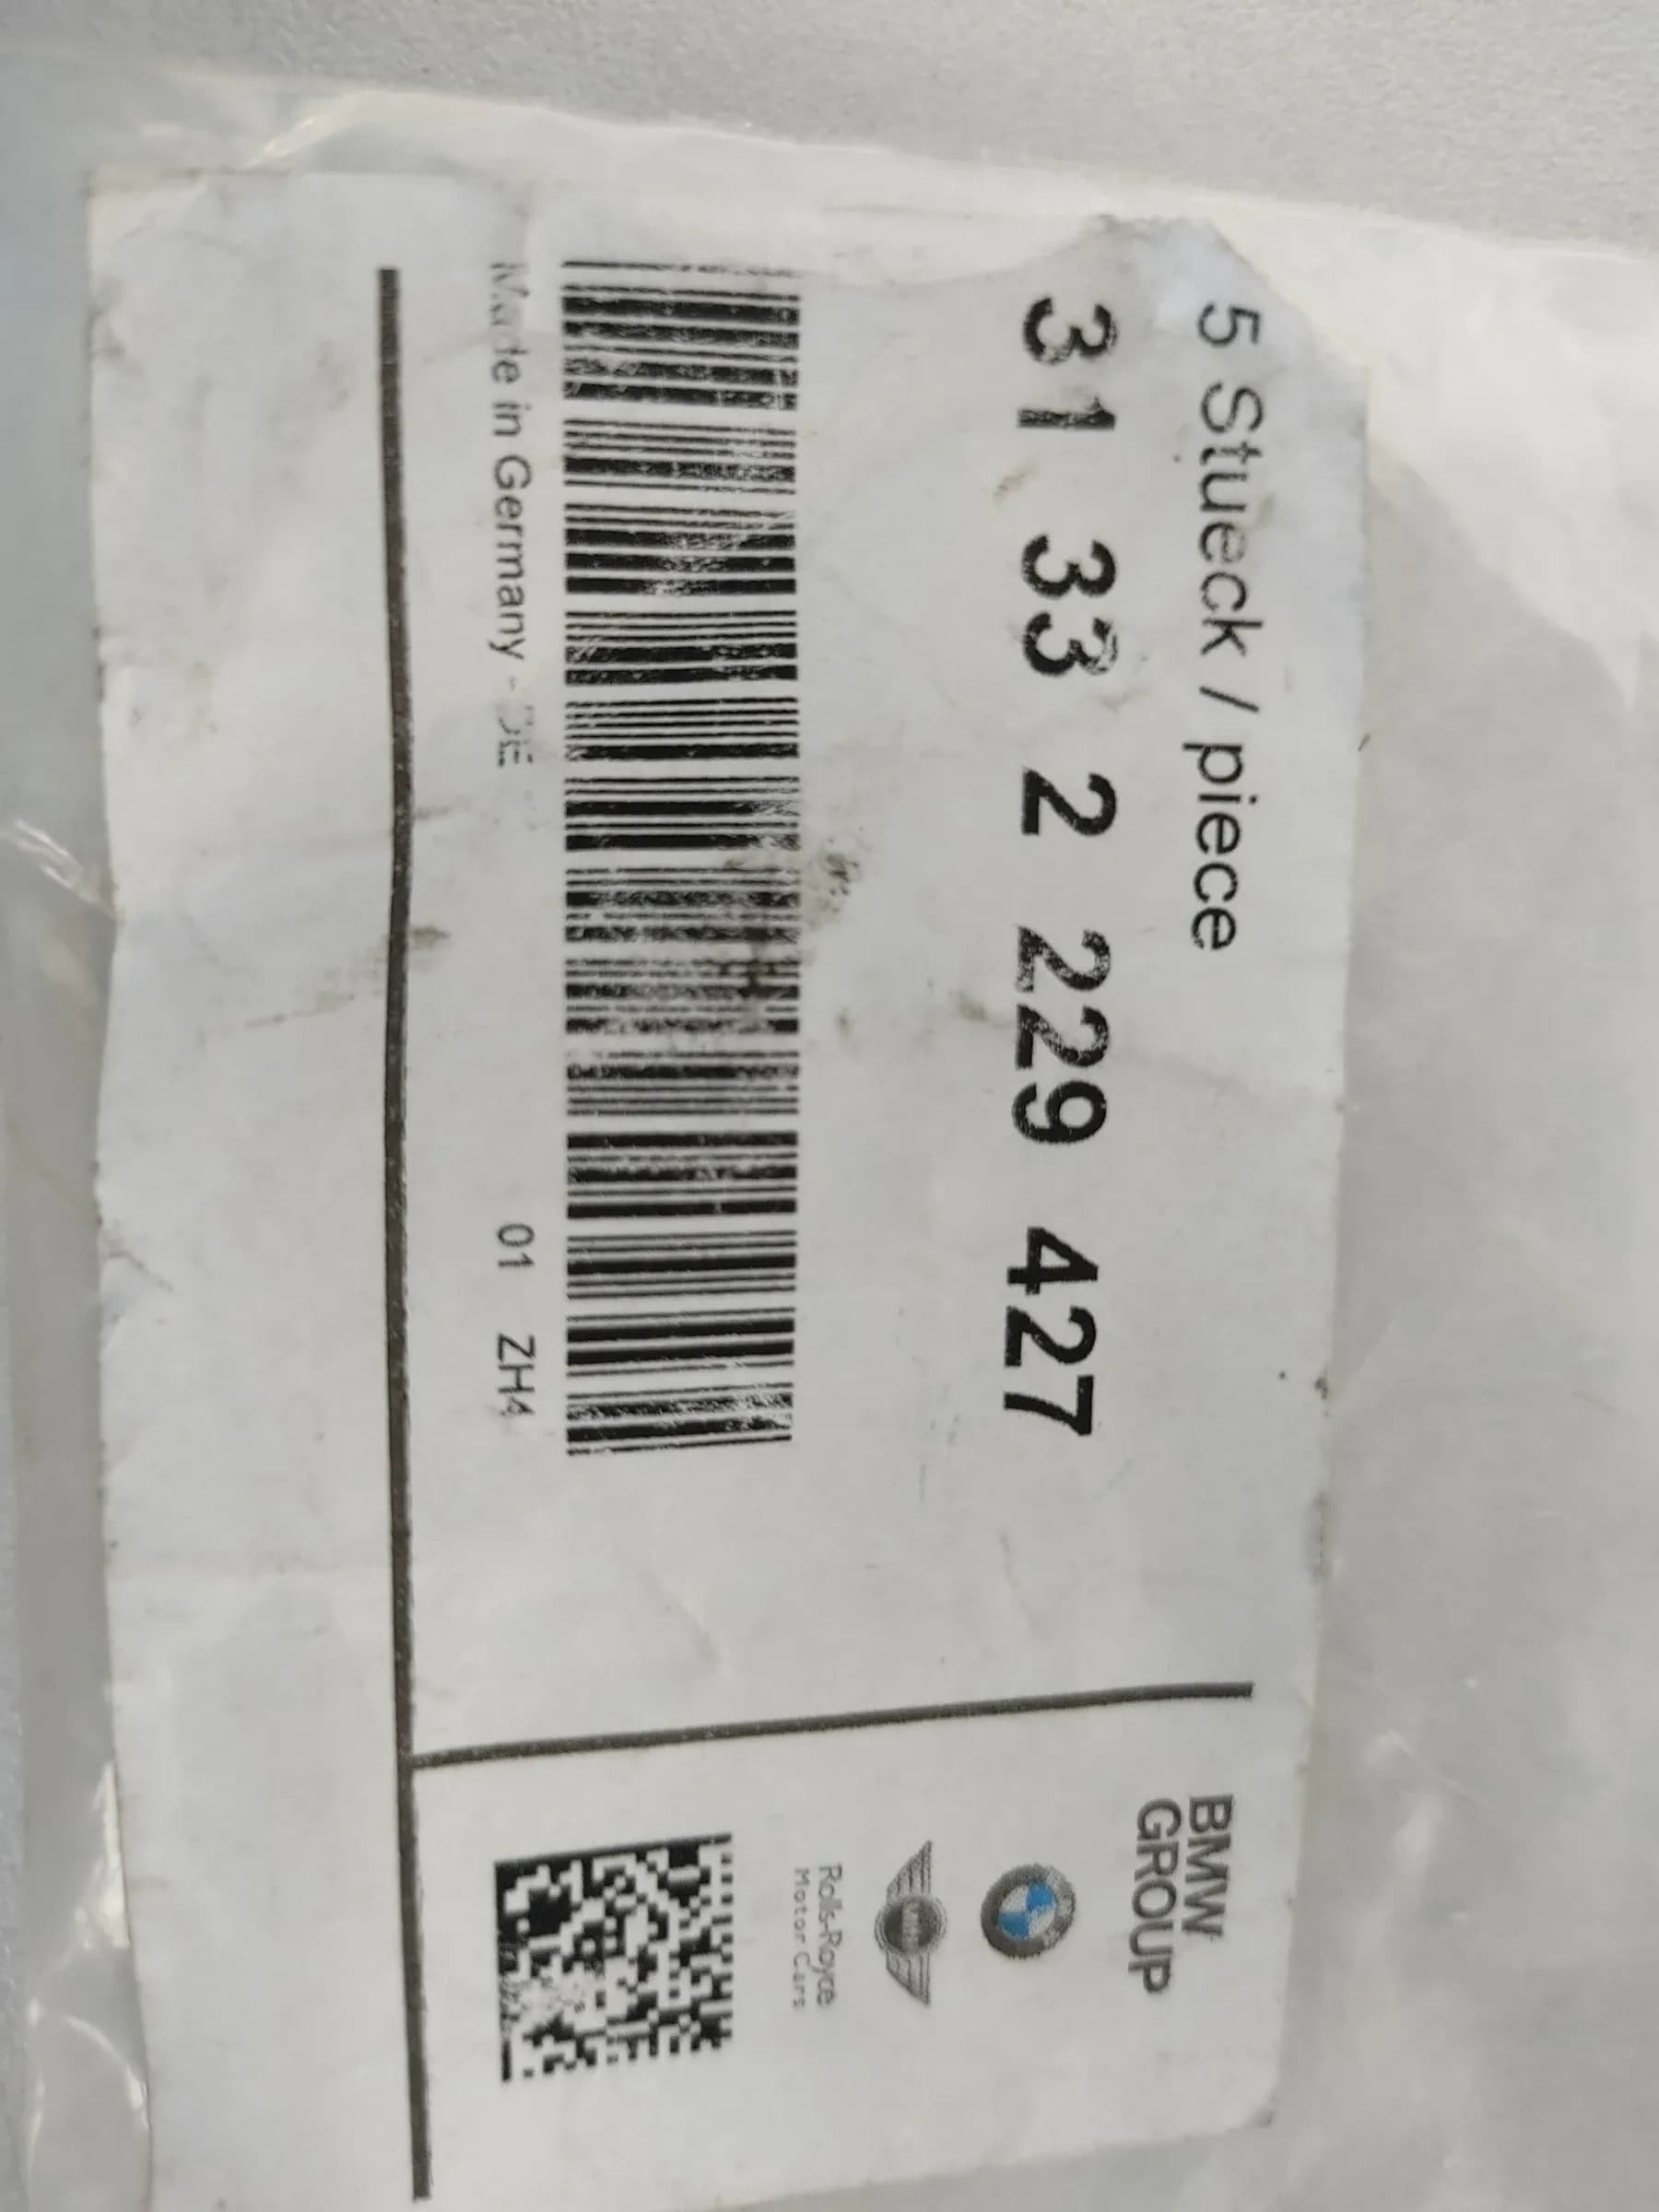 5 Stueck / piece
31 33 2 229 427
Made in Germany - DE
01 ZH4
BMW
GROUP
Rolls-Royce
Motor Cars